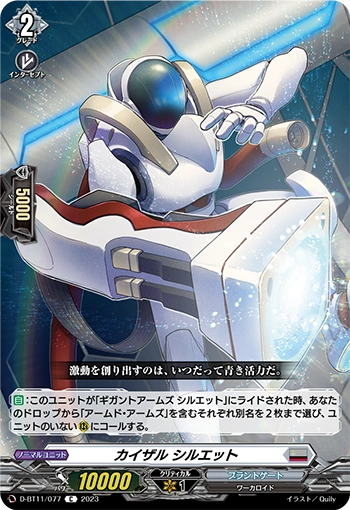 2
グレード
インターセプト
5000
シールド
激動を創り出すのは、いつだって青き活力だ。
自:このユニットが「ギガントアームズ シルエット」にライドされた時、あなた
のドロップから「アームド・アームズ」を含むそれぞれ別名を2枚まで選び、ユ
ニットのいない Ⓡにコールする。
ノーマルユニット
カイザル シルエット
パワー 10000
クリティカル
1
ブラントゲート
ワーカロイド
D-BT11/077 C 2023
イラスト/ Quily